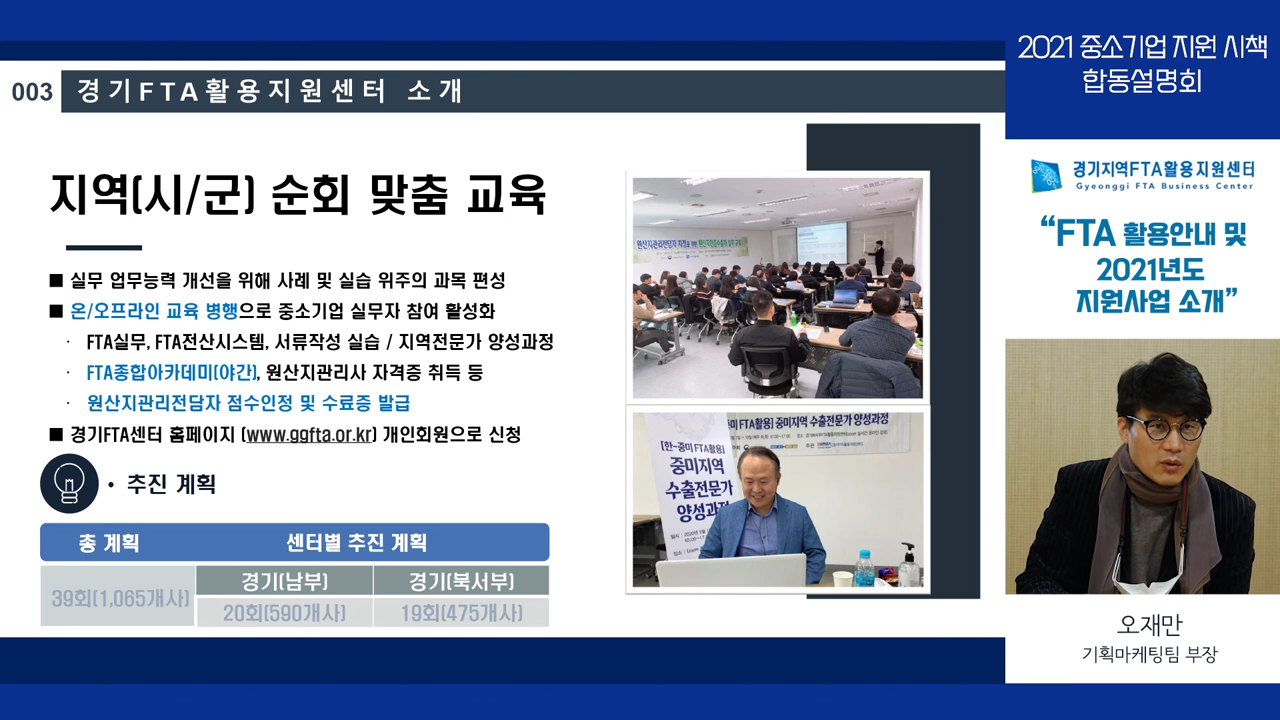 2021 중소기업 지원 시책
합동설명회
003 경기FTA활용지원센터 소개
지역(시/군) 순회 맞춤 교육
■ 실무 업무능력 개선을 위해 사례 및 실습 위주의 과목 편성
■ 온/오프라인 교육 병행으로 중소기업 실무자 참여 활성화
· FTA실무, FTA전산시스템, 서류작성 실습 / 지역전문가 양성과정
· FTA종합아카데미(야간), 원산지관리사 자격증 취득 등
· 원산지관리전담자 점수인정 및 수료증 발급
■ 경기FTA센터 홈페이지 (www.ggfta.or.kr) 개인회원으로 신청
• 추진 계획
총 계획 센터별 추진 계획
39회(1,065개사) 경기(남부) 경기(북서부)
20회(590개사) 19회(475개사)
[한-중미 FTA활용]
중미지역
수출전문가
양성과정
중미지역 수출전문가 양성과정
경기지역FTA활용지원센터
Gyeonggi FTA Business Center
“FTA 활용안내 및
2021년도
지원사업 소개”
오재만
기획마케팅팀 부장